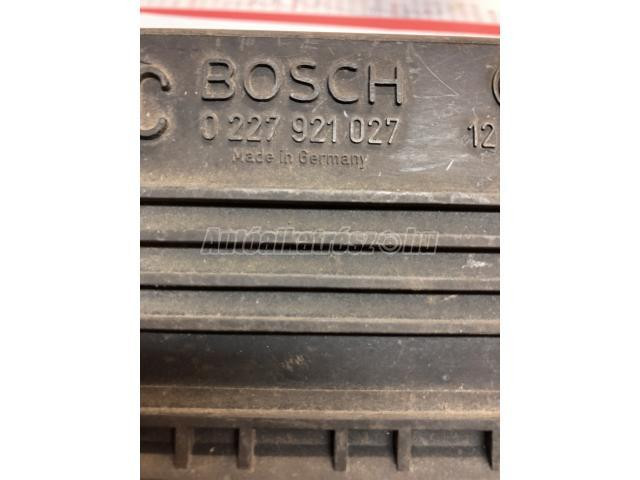 BOSCH
0 227 921 027
12
Made in Germany
Autóalkatrész.hu